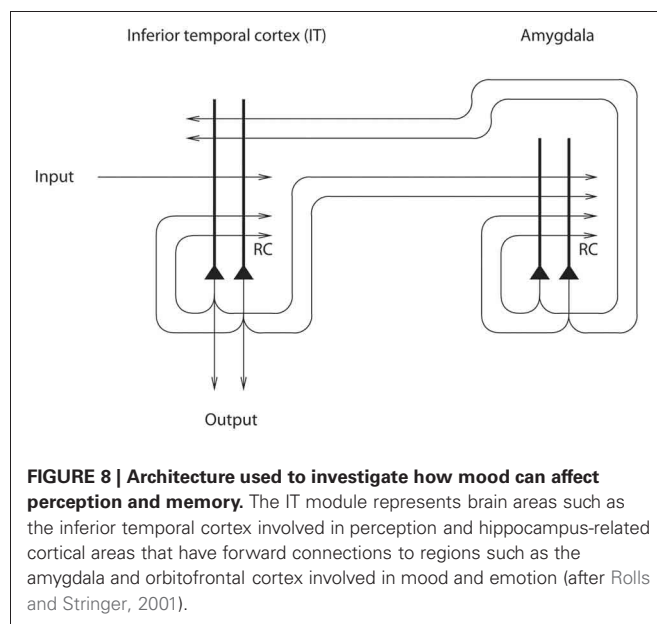 Inferior temporal cortex (IT)
Amygdala
Input
RC
RC
Output
FIGURE 8 | Architecture used to investigate how mood can affect
perception and memory. The IT module represents brain areas such as
the inferior temporal cortex involved in perception and hippocampus-related
cortical areas that have forward connections to regions such as the
amygdala and orbitofrontal cortex involved in mood and emotion (after Rolls
and Stringer, 2001).